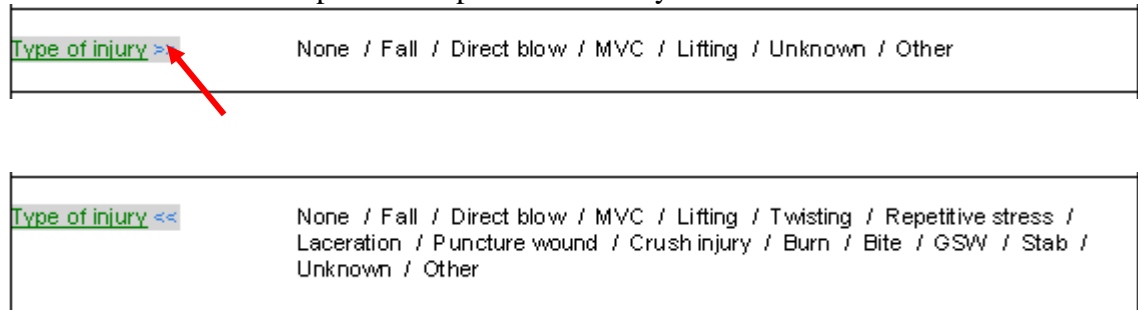 Type of injury >> None / Fall / Direct blow / MVC / Lifting / Unknown / Other
Type of injury << None / Fall / Direct blow / MVC / Lifting / Twisting / Repetitive stress /
Laceration / Puncture wound / Crush injury / Burn / Bite / GSW / Stab /
Unknown / Other